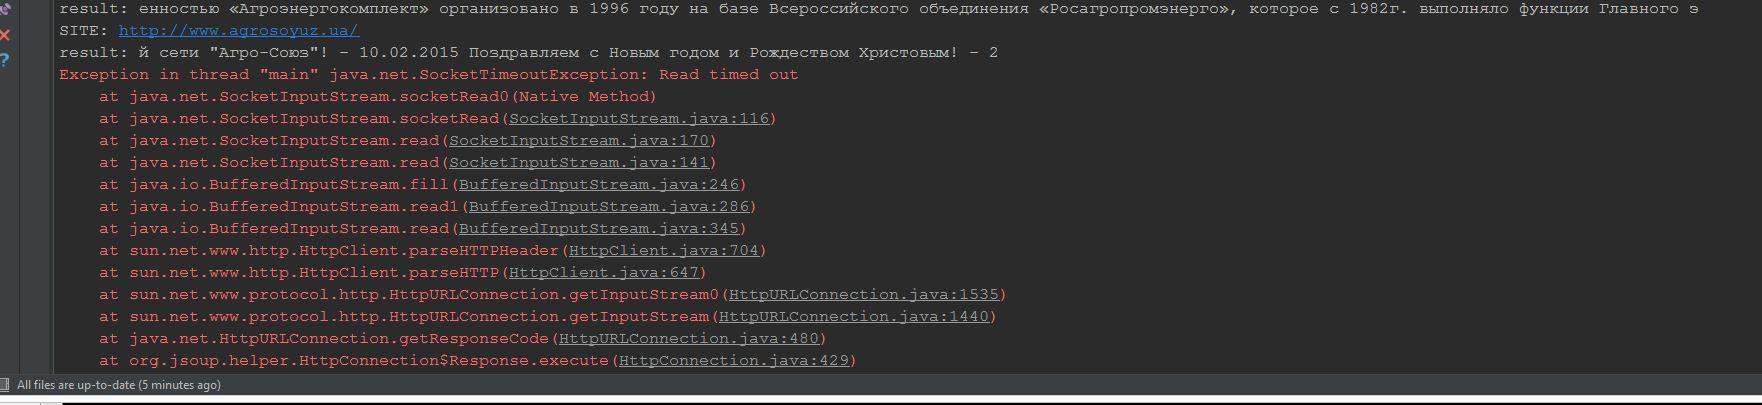 result: енностью «Агроэнергокомплект» организовано в 1996 году на базе Всероссийского объединения «Росагропромэнерго», которое с 1982г. выполняло функции Главного э
SITE: http://www.agrosoyuz.ua/
result: й сети "Агро-Союз"! - 10.02.2015 Поздравляем с Новым годом и Рождеством Христовым! - 2
Exception in thread "main" java.net.SocketTimeoutException: Read timed out
at java.net.SocketInputStream.socketRead0(Native Method)
at java.net.SocketInputStream.socketRead(SocketInputStream.java:116)
at java.net.SocketInputStream.read(SocketInputStream.java:170)
at java.net.SocketInputStream.read(SocketInputStream.java:141)
at java.io.BufferedInputStream.fill(BufferedInputStream.java:246)
at java.io.BufferedInputStream.read1(BufferedInputStream.java:286)
at java.io.BufferedInputStream.read(BufferedInputStream.java:345)
at sun.net.www.http.HttpClient.parseHTTPHeader(HttpClient.java:704)
at sun.net.www.http.HttpClient.parseHTTP(HttpClient.java:647)
at sun.net.www.protocol.http.HttpURLConnection.getInputStream0(HttpURLConnection.java:1535)
at sun.net.www.protocol.http.HttpURLConnection.getInputStream(HttpURLConnection.java:1440)
at java.net.HttpURLConnection.getResponseCode(HttpURLConnection.java:480)
at org.jsoup.helper.HttpConnection$Response.execute(HttpConnection.java:429)
All files are up-to-date (5 minutes ago)